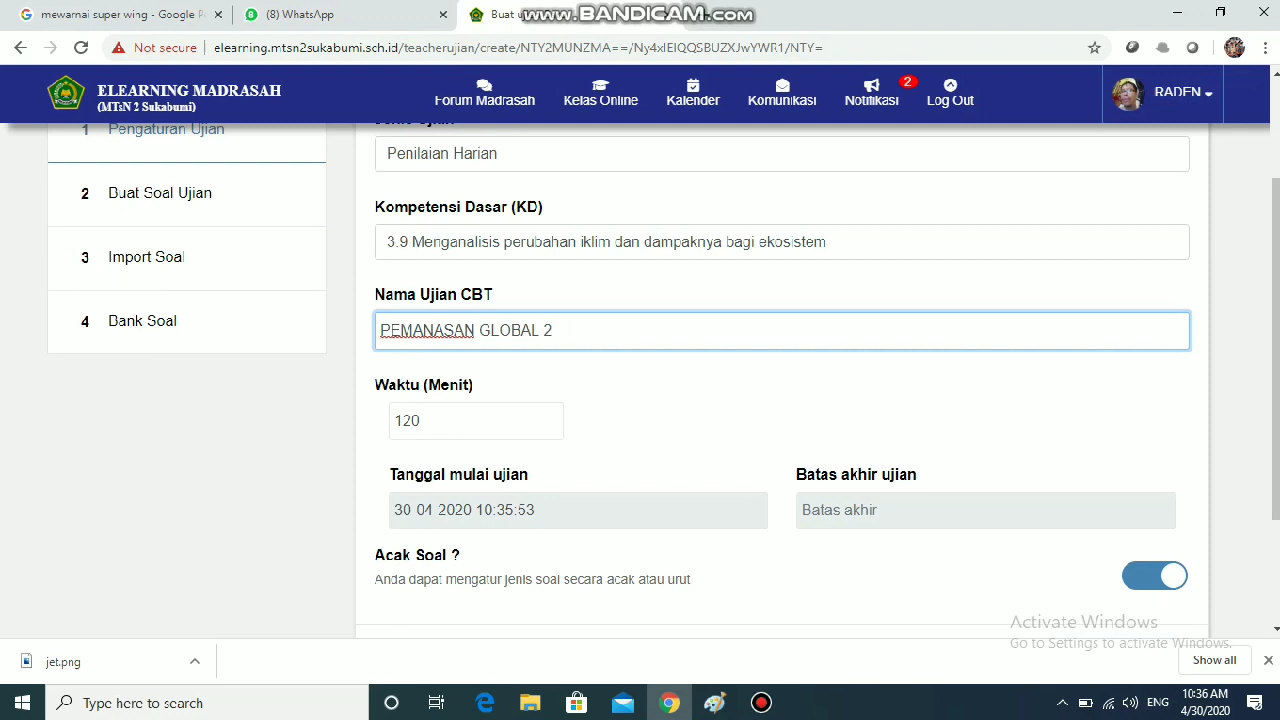 mewarnai super wing - Google P
(8) WhatsApp
Buat u
www.BANDICAM.com
Not secure
elearning.mtsn2sukabumi.sch.id/teacherujian/create/NTY2MUNZMA==/Ny4xIEIQQSBUZXJwYWR1/NTY=
ELEARNING MADRASAH
(MTsN 2 Sukabumi)
Forum Madrasah
Kelas Online
Kalender
Komunikasi
2
Notifikasi
Log Out
RADEN
1 Pengaturan Ujian
2 Buat Soal Ujian
3 Import Soal
4 Bank Soal
Penilaian Harian
Kompetensi Dasar (KD)
3.9 Menganalisis perubahan iklim dan dampaknya bagi ekosistem
Nama Ujian CBT
PEMANASAN GLOBAL 2
Waktu (Menit)
120
Tanggal mulai ujian
Batas akhir ujian
30-04-2020 10:35:53
Batas akhir
Acak Soal ?
Anda dapat mengatur jenis soal secara acak atau urut
Activate Windows
Go to Settings to activate Windows.
jet.png
Show all
Type here to search
ENG
10:36 AM
4/30/2020